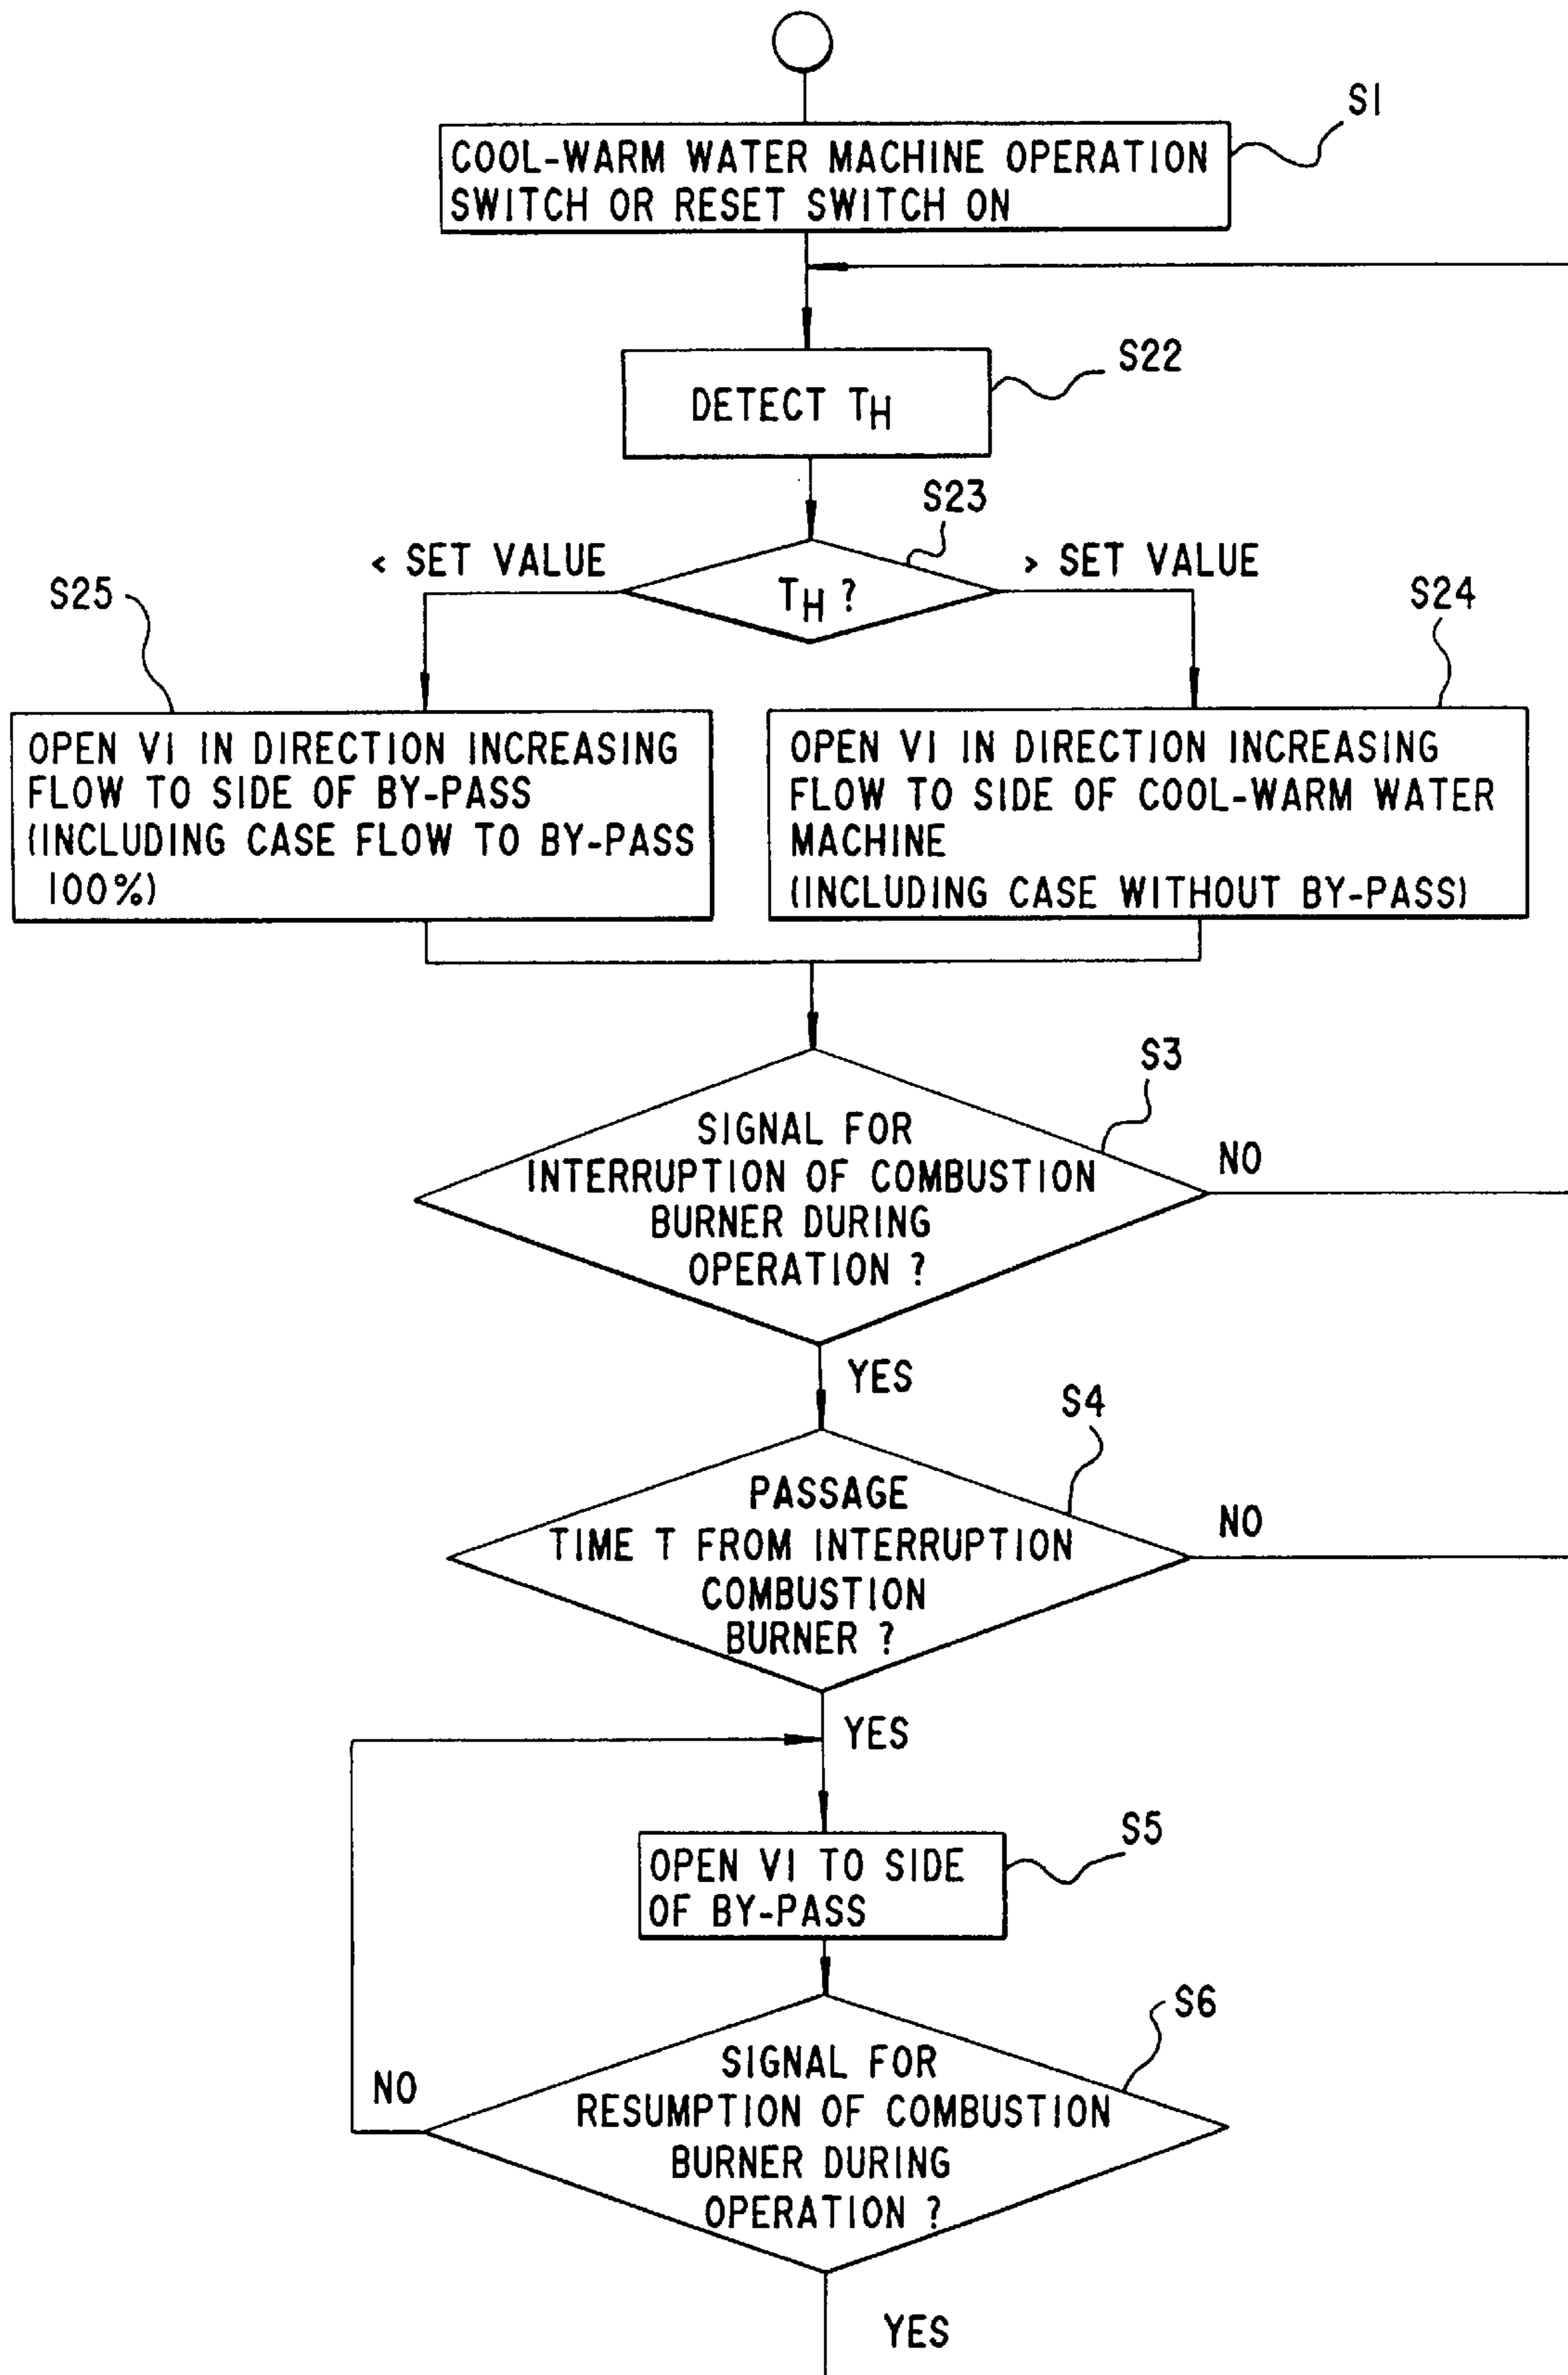 S1
COOL-WARM WATER MACHINE OPERATION
SWITCH OR RESET SWITCH ON
S22
DETECT TH
S23
< SET VALUE
> SET VALUE
TH ?
S25
S24
OPEN V1 IN DIRECTION INCREASING
FLOW TO SIDE OF BY-PASS
(INCLUDING CASE FLOW TO BY-PASS
100%)
OPEN V1 IN DIRECTION INCREASING
FLOW TO SIDE OF COOL-WARM WATER
MACHINE
(INCLUDING CASE WITHOUT BY-PASS)
S3
SIGNAL FOR
INTERRUPTION OF COMBUSTION
BURNER DURING
OPERATION ?
NO
YES
S4
PASSAGE
TIME T FROM INTERRUPTION
COMBUSTION
BURNER ?
NO
YES
S5
OPEN V1 TO SIDE
OF BY-PASS
S6
SIGNAL FOR
RESUMPTION OF COMBUSTION
BURNER DURING
OPERATION ?
NO
YES